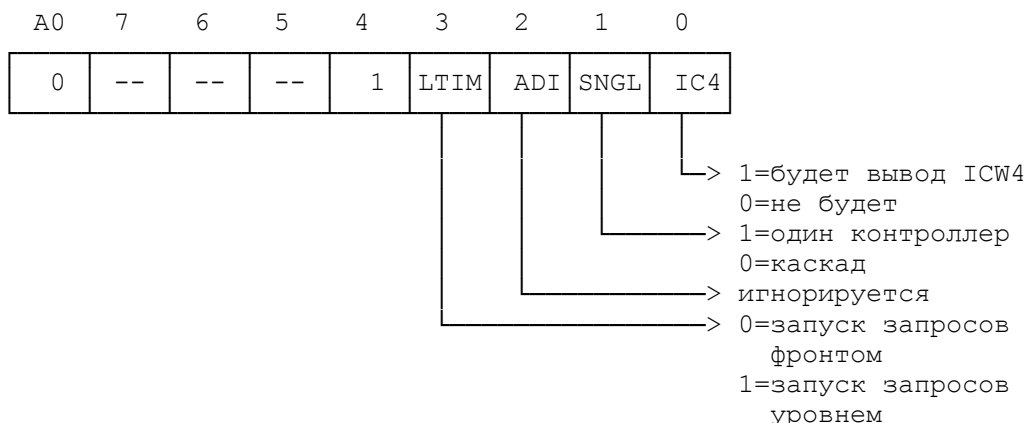 A0 7 6 5 4 3 2 1 0
0 -- -- -- 1 LTIM ADI SNGL IC4
1=будет вывод ICW4
0=не будет
1=один контроллер
0=каскад
игнорируется
0=запуск запросов
фронтом
1=запуск запросов
уровнем